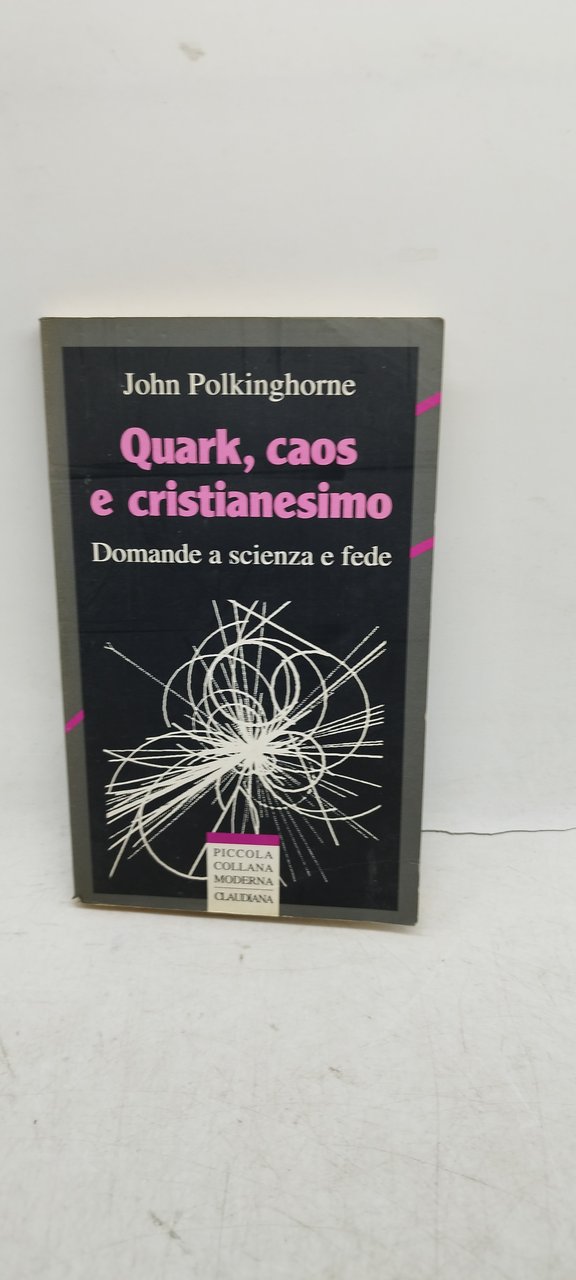 John Polkinghorne
Quark, caos
e cristianesimo
Domande a scienza e fede
PICCOLA
COLLANA
MODERNA
CLAUDIANA